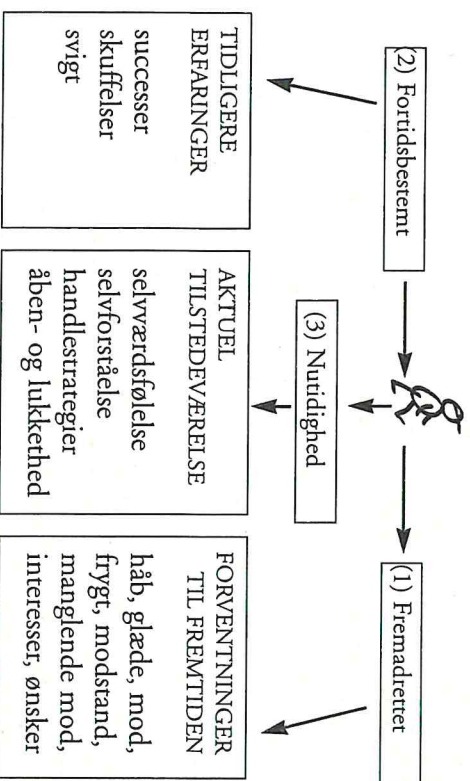 (2) Fortidsbestemt
(1) Fremadrettet
(3) Nutidighed
TIDLIGERE
ERFARINGER
successer
skuffelser
svigt
AKTUEL
TILSTEDEVÆRELSE
selvværdsfølelse
selvforståelse
handlestrategier
åben- og lukkethed
FORVENTNINGER
TIL FREMTIDEN
håb, glæde, mod,
frygt, modstand,
manglende mod,
interesser, ønsker